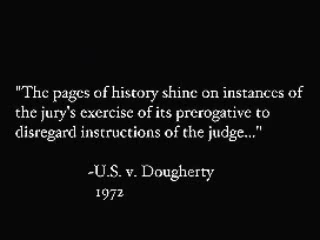 "The pages of history shine on instances of
the jury's exercise of its prerogative to
disregard instructions of the judge..."
-U.S. v. Dougherty
1972